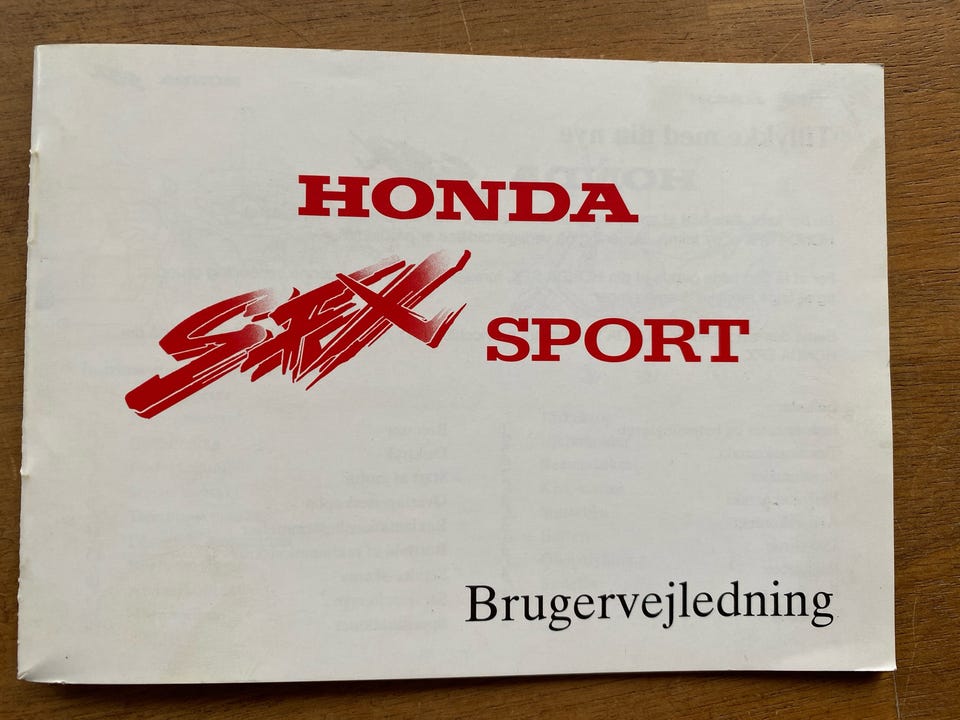 HONDA
SFX SPORT
Brugervejledning